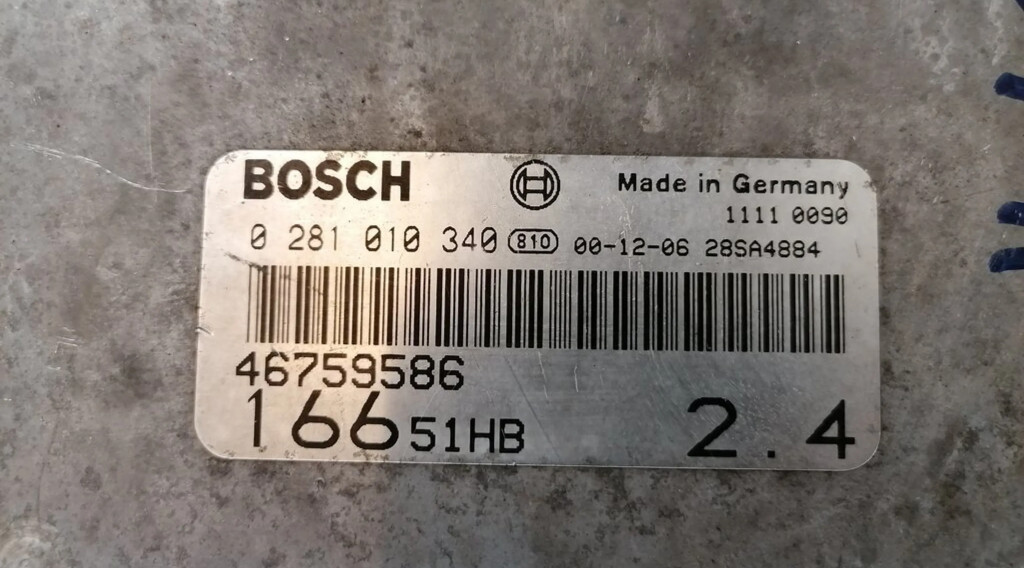 BOSCH Made in Germany
1111 0090
0 281 010 340 810 00-12-06 28SA4884
46759586
166 51HB 2.4